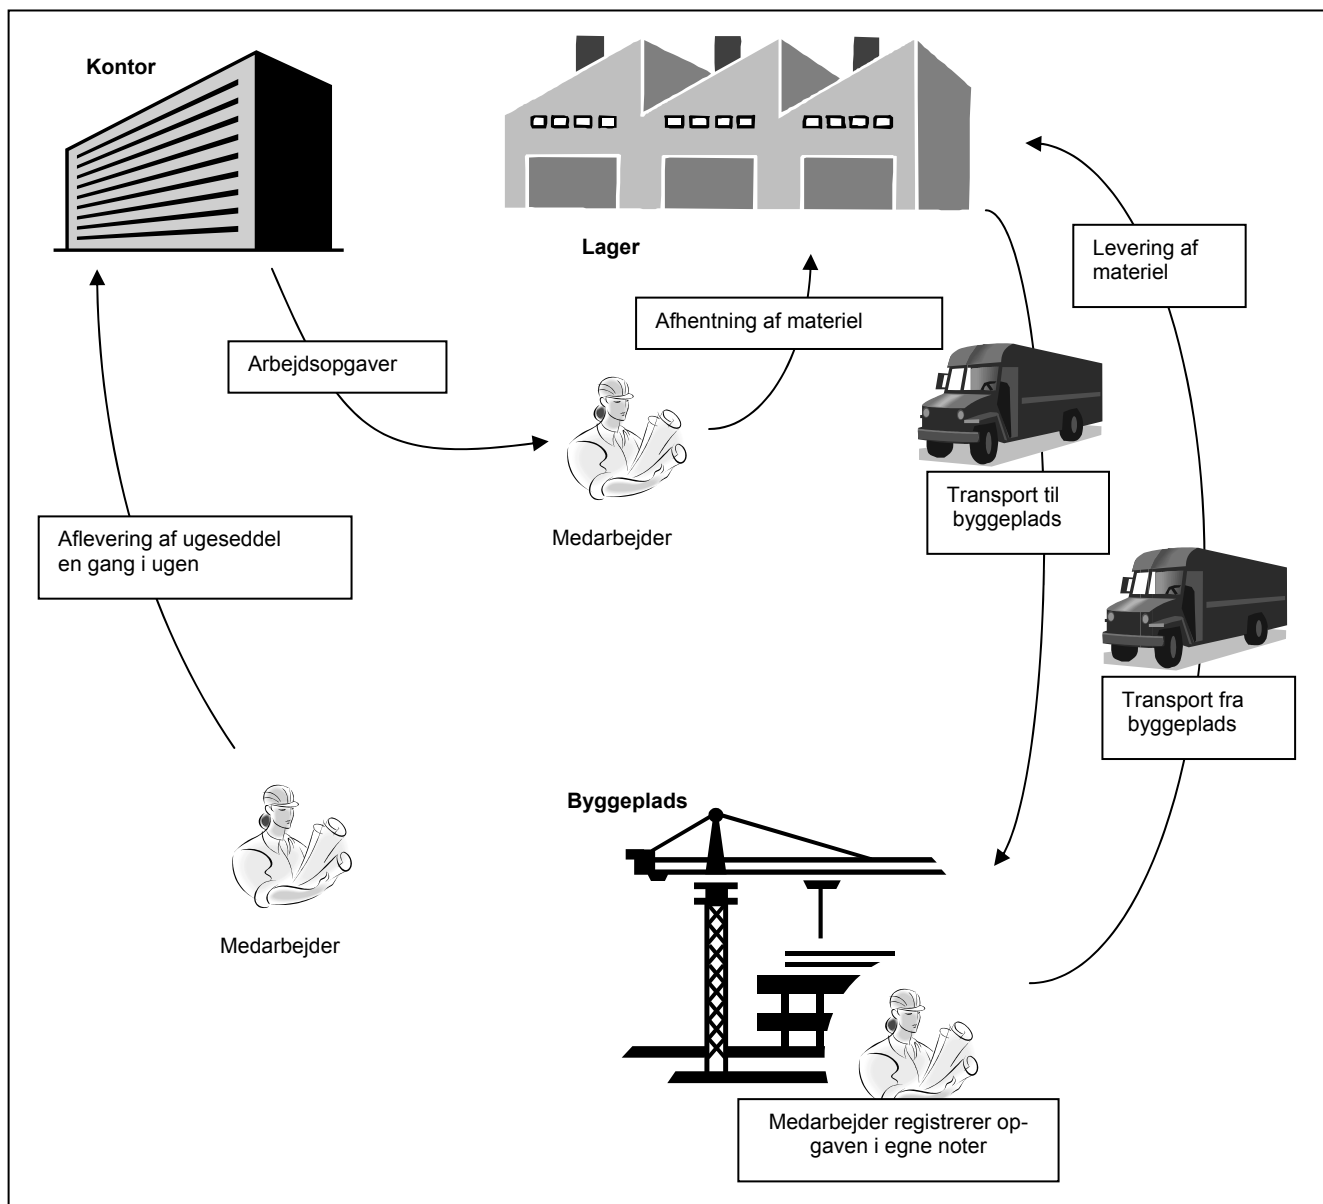 Kontor
Lager
Levering af
materiel
Afhentning af materiel
Arbejdsopgaver
Transport til
byggeplads
Medarbejder
Aflevering af ugeseddel
en gang i ugen
Transport fra
byggeplads
Byggeplads
Medarbejder
Medarbejder registrerer op-
gaven i egne noter